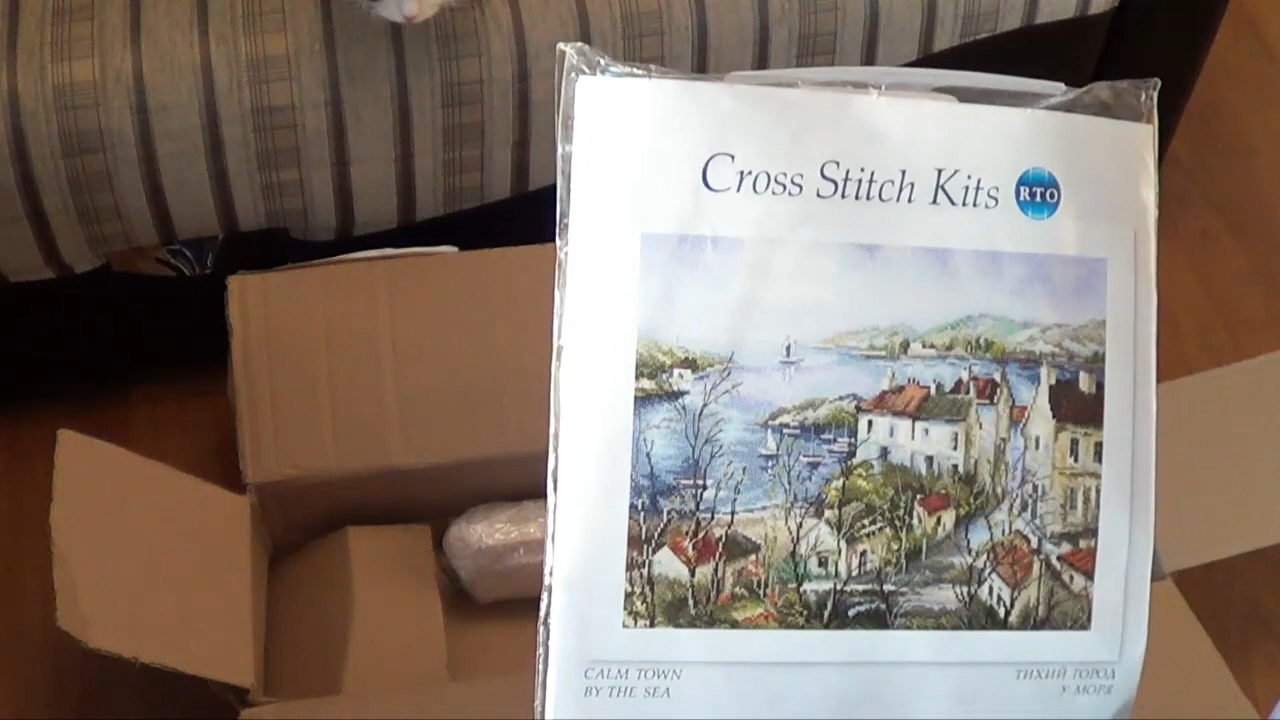 Cross Stitch Kits RTO
CALM TOWN
BY THE SEA
ТИХИЙ ГОРОД
У МОРЯ